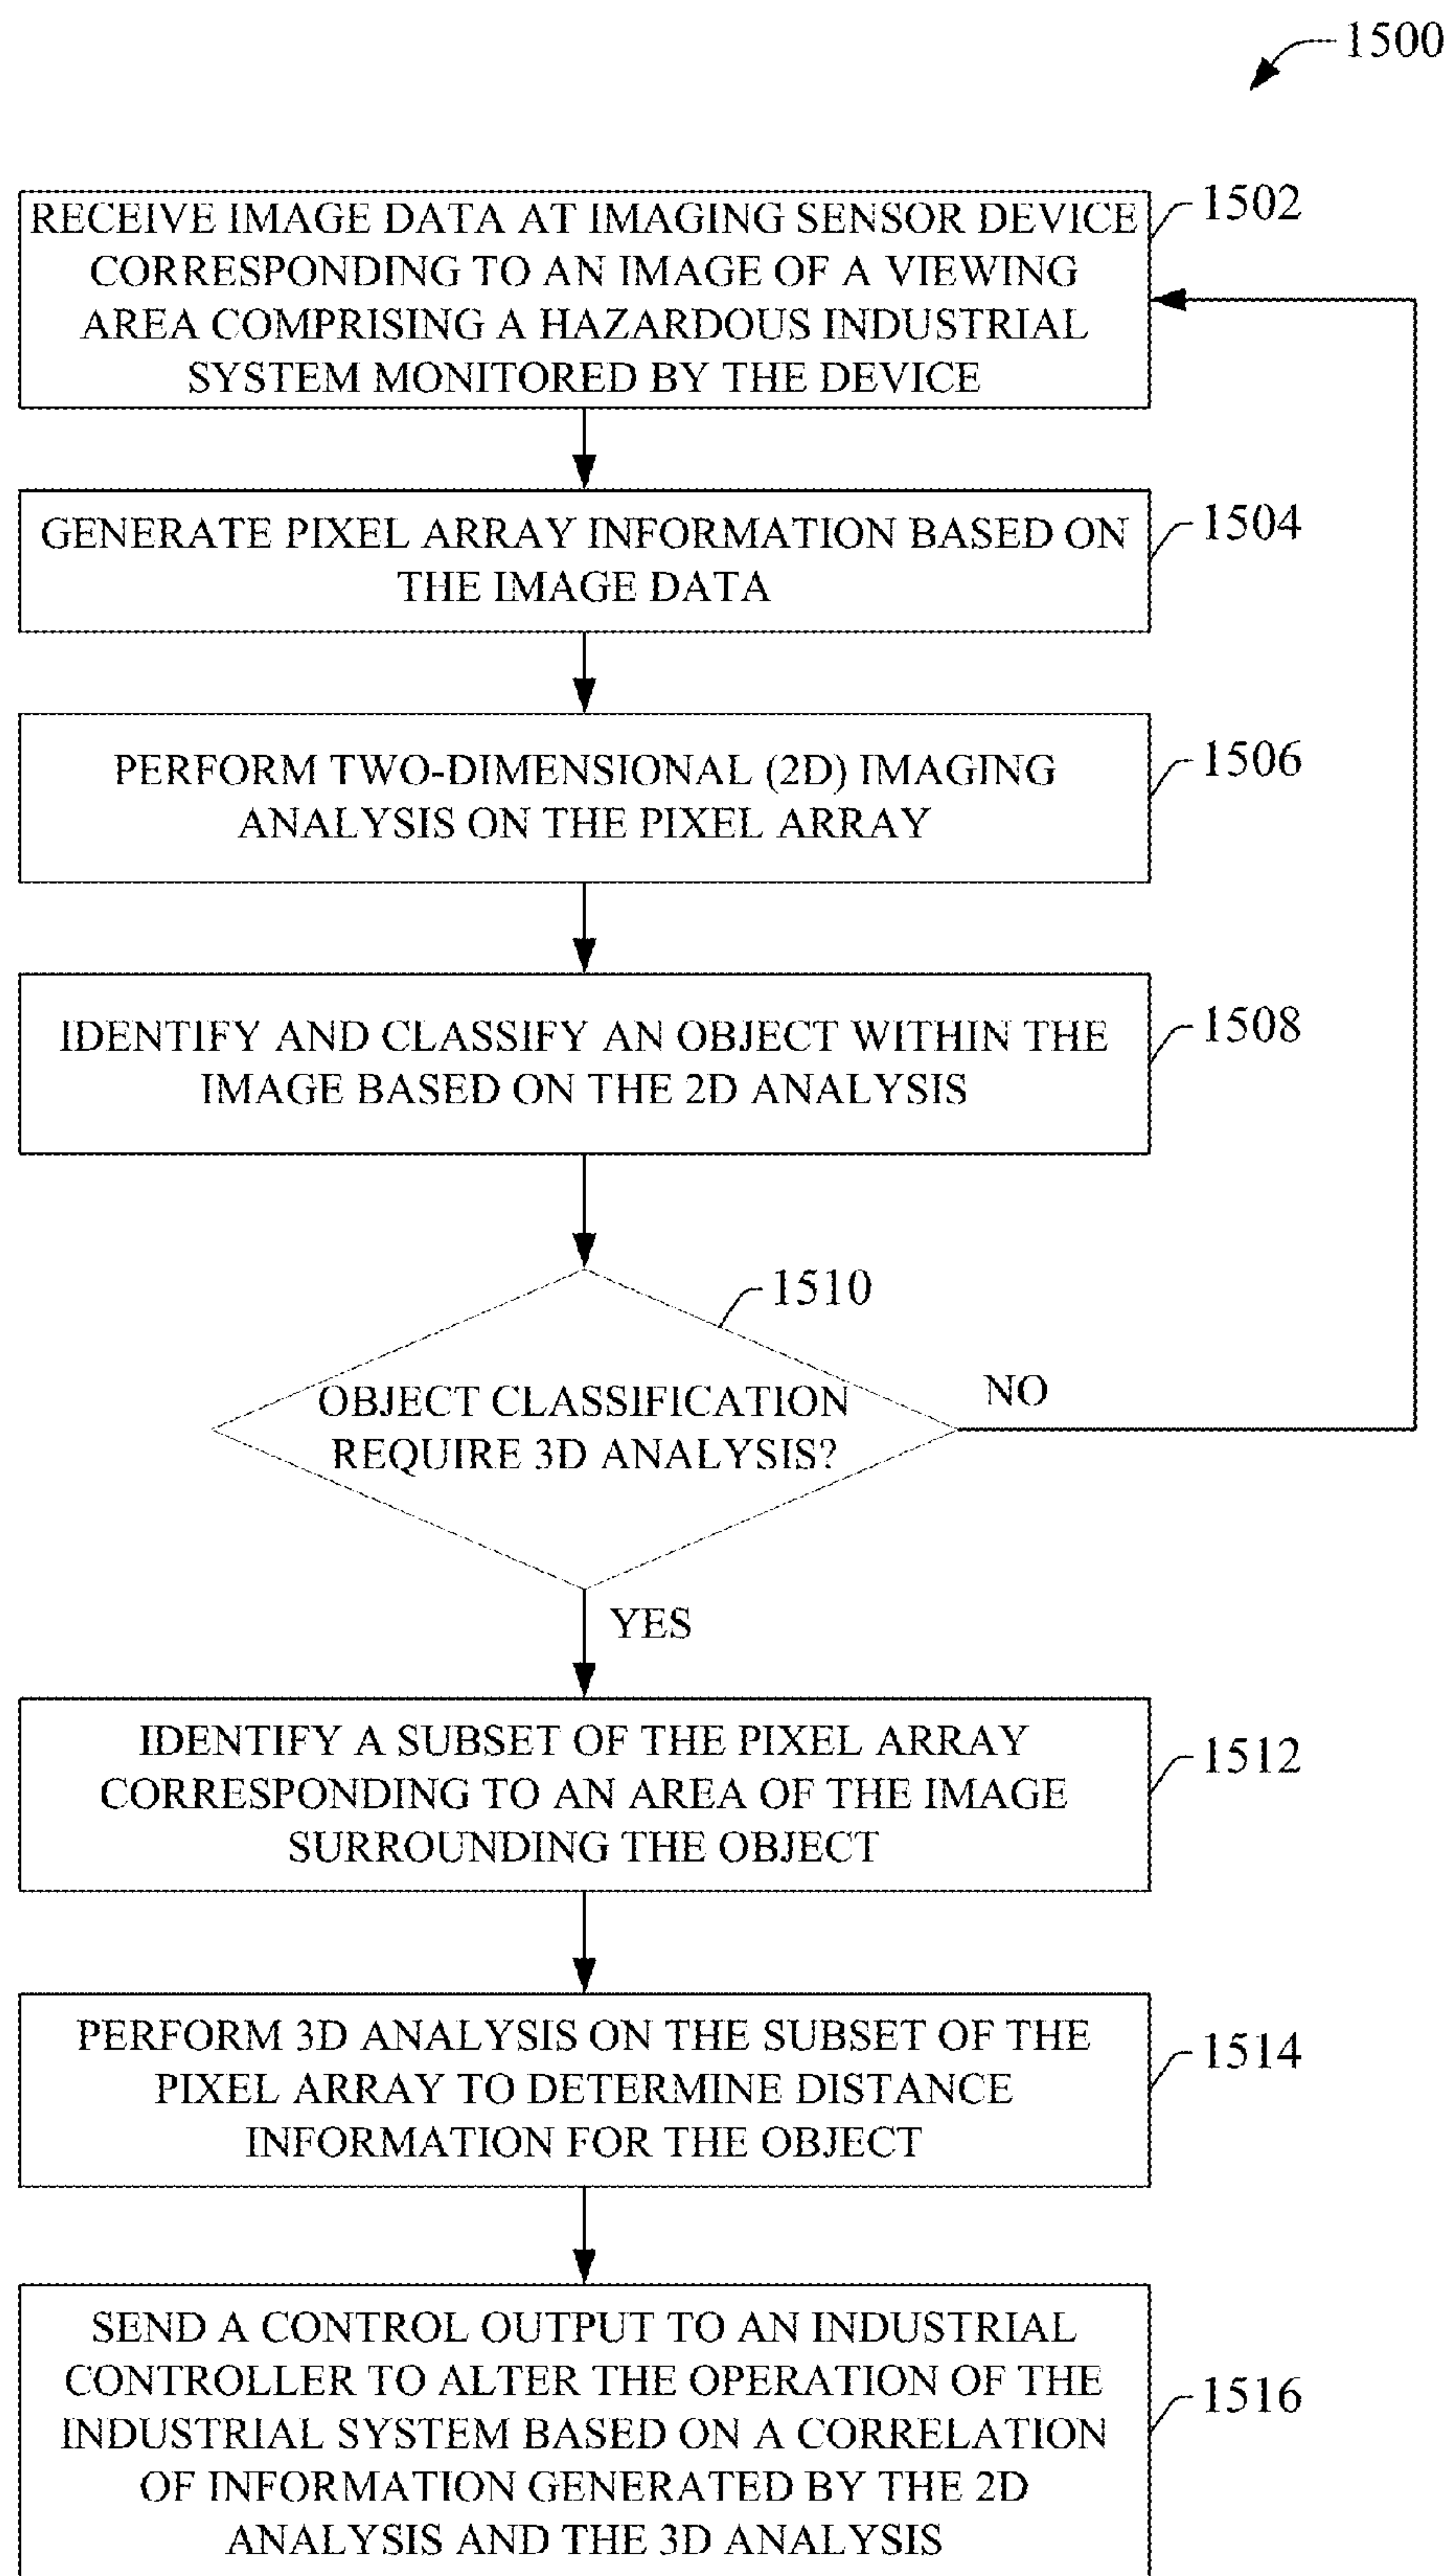 1500
RECEIVE IMAGE DATA AT IMAGING SENSOR DEVICE
CORRESPONDING TO AN IMAGE OF A VIEWING
AREA COMPRISING A HAZARDOUS INDUSTRIAL
SYSTEM MONITORED BY THE DEVICE
1502
GENERATE PIXEL ARRAY INFORMATION BASED ON
THE IMAGE DATA
1504
PERFORM TWO-DIMENSIONAL (2D) IMAGING
ANALYSIS ON THE PIXEL ARRAY
1506
IDENTIFY AND CLASSIFY AN OBJECT WITHIN THE
IMAGE BASED ON THE 2D ANALYSIS
1508
1510
OBJECT CLASSIFICATION
REQUIRE 3D ANALYSIS?
NO
YES
IDENTIFY A SUBSET OF THE PIXEL ARRAY
CORRESPONDING TO AN AREA OF THE IMAGE
SURROUNDING THE OBJECT
1512
PERFORM 3D ANALYSIS ON THE SUBSET OF THE
PIXEL ARRAY TO DETERMINE DISTANCE
INFORMATION FOR THE OBJECT
1514
SEND A CONTROL OUTPUT TO AN INDUSTRIAL
CONTROLLER TO ALTER THE OPERATION OF THE
INDUSTRIAL SYSTEM BASED ON A CORRELATION
OF INFORMATION GENERATED BY THE 2D
ANALYSIS AND THE 3D ANALYSIS
1516